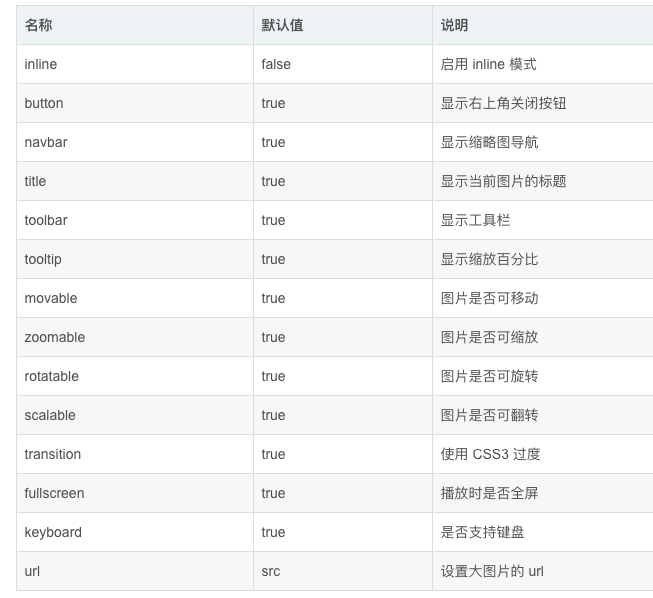 名称 默认值 说明
inline false 启用 inline 模式
button true 显示右上角关闭按钮
navbar true 显示缩略图导航
title true 显示当前图片的标题
toolbar true 显示工具栏
tooltip true 显示缩放百分比
movable true 图片是否可移动
zoomable true 图片是否可缩放
rotatable true 图片是否可旋转
scalable true 图片是否可翻转
transition true 使用 CSS3 过度
fullscreen true 播放时是否全屏
keyboard true 是否支持键盘
url src 设置大图片的 url